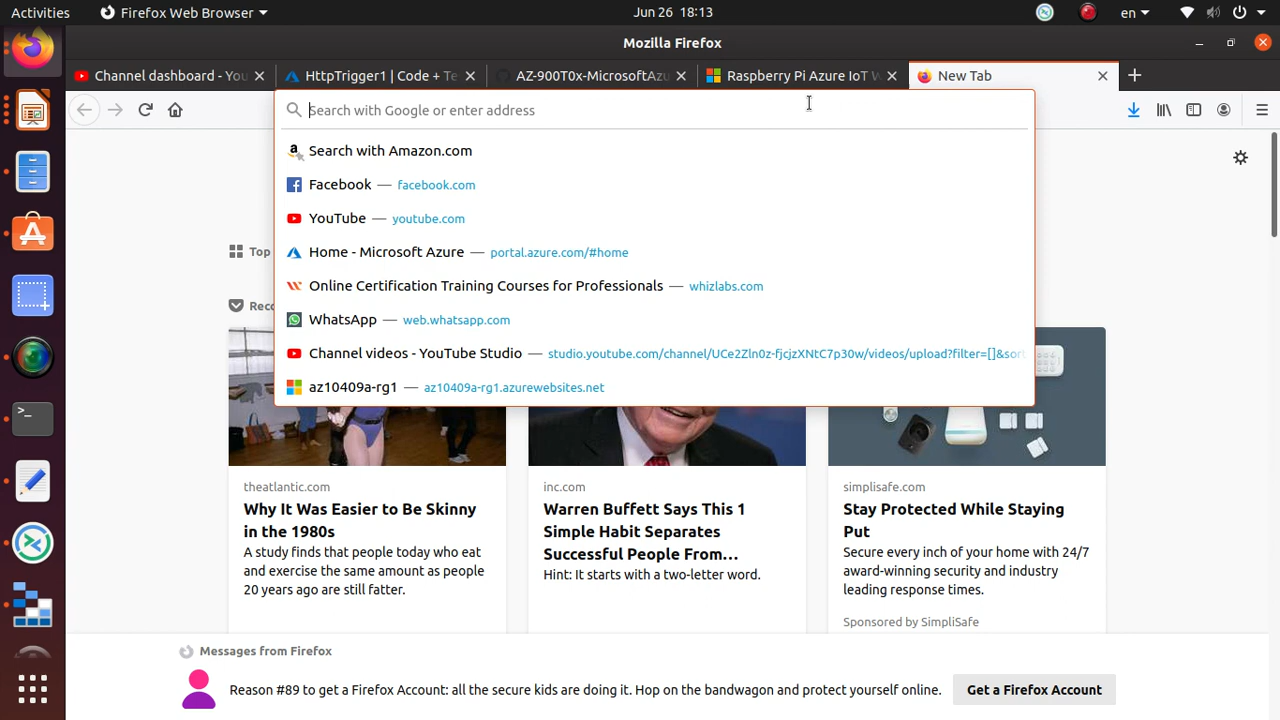 Activities
Firefox Web Browser
Jun 26 18:13
en
Mozilla Firefox
Channel dashboard - You
HttpTrigger1 | Code + Te
AZ-900T0x-MicrosoftAzu
Raspberry Pi Azure IoT W
New Tab
Search with Google or enter address
Search with Amazon.com
Facebook — facebook.com
YouTube — youtube.com
Home - Microsoft Azure — portal.azure.com/#home
Online Certification Training Courses for Professionals — whizlabs.com
WhatsApp — web.whatsapp.com
Channel videos - YouTube Studio — studio.youtube.com/channel/UCe2Zln0z-fjcjzXNtC7p30w/videos/upload?filter=[]&sort
az10409a-rg1 — az10409a-rg1.azurewebsites.net
Top
Reco
theatlantic.com
Why It Was Easier to Be Skinny
in the 1980s
A study finds that people today who eat
and exercise the same amount as people
20 years ago are still fatter.
inc.com
Warren Buffett Says This 1
Simple Habit Separates
Successful People From…
Hint: It starts with a two-letter word.
simplisafe.com
Stay Protected While Staying
Put
Secure every inch of your home with 24/7
award-winning security and industry
leading response times.
Sponsored by SimpliSafe
Messages from Firefox
Reason #89 to get a Firefox Account: all the secure kids are doing it. Hop on the bandwagon and protect yourself online.
Get a Firefox Account